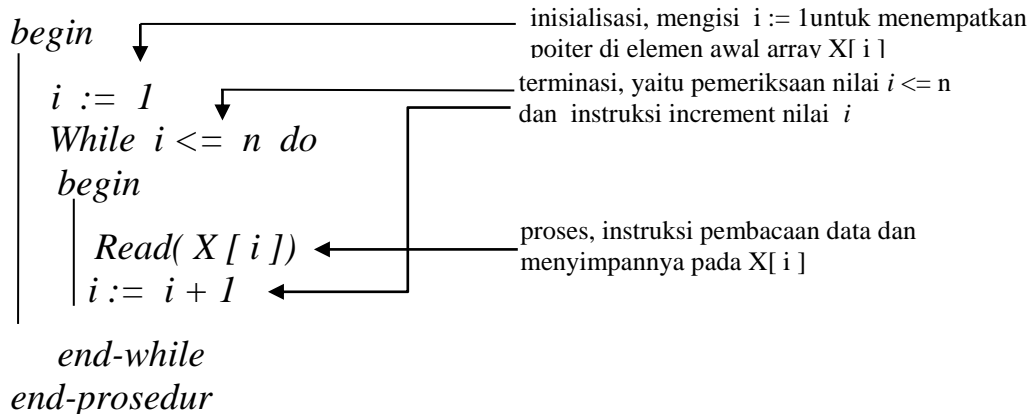 begin
i := 1
While i <= n do
begin
Read( X [ i ])
i := i + 1
end-while
end-prosedur
inisialisasi, mengisi i := 1untuk menempatkan
poiter di elemen awal array X[ i ]
terminasi, yaitu pemeriksaan nilai i <= n
dan instruksi increment nilai i
proses, instruksi pembacaan data dan
menyimpannya pada X[ i ]